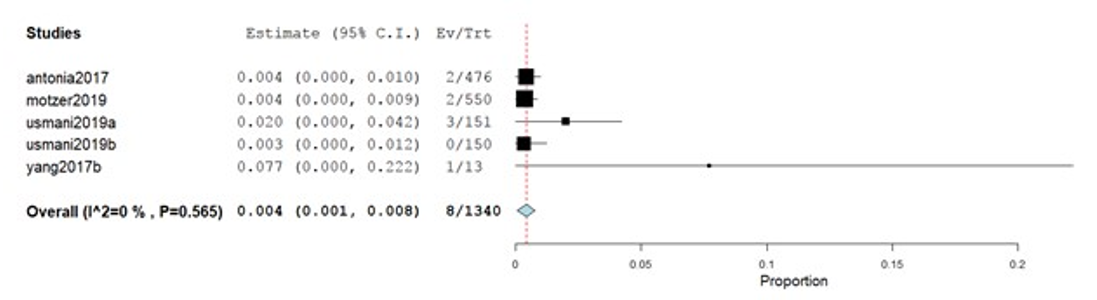 Studies Estimate (95% C.I.) Ev/Trt
antonia2017 0.004 (0.000, 0.010) 2/476
motzer2019 0.004 (0.000, 0.009) 2/550
usmani2019a 0.020 (0.000, 0.042) 3/151
usmani2019b 0.003 (0.000, 0.012) 0/150
yang2017b 0.077 (0.000, 0.222) 1/13
Overall (I^2=0 % , P=0.565) 0.004 (0.001, 0.008) 8/1340
0 0.05 0.1 0.15 0.2
Proportion